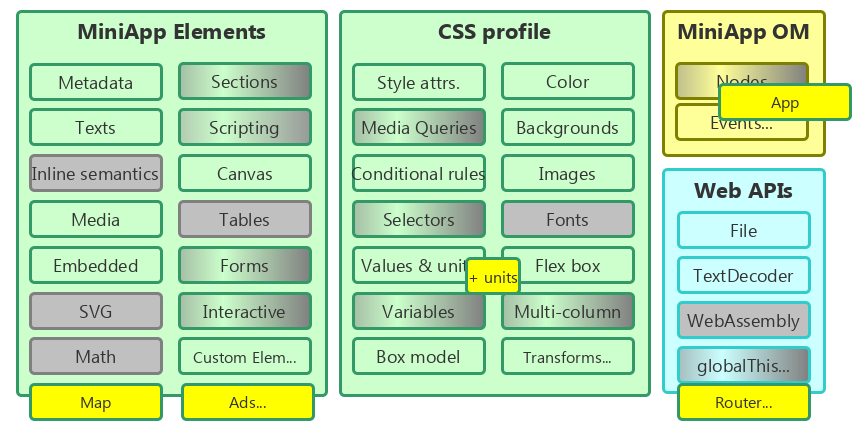 MiniApp Elements
Metadata
Sections
Texts
Scripting
Inline semantics
Canvas
Media
Tables
Embedded
Forms
SVG
Interactive
Math
Custom Elem...
Map
Ads...
CSS profile
Style attrs.
Color
Media Queries
Backgrounds
Conditional rules
Images
Selectors
Fonts
Values & unit
+ units
Flex box
Variables
Multi-column
Box model
Transforms...
MiniApp OM
Nodes
App
Events...
Web APIs
File
TextDecoder
WebAssembly
globalThis...
Router...